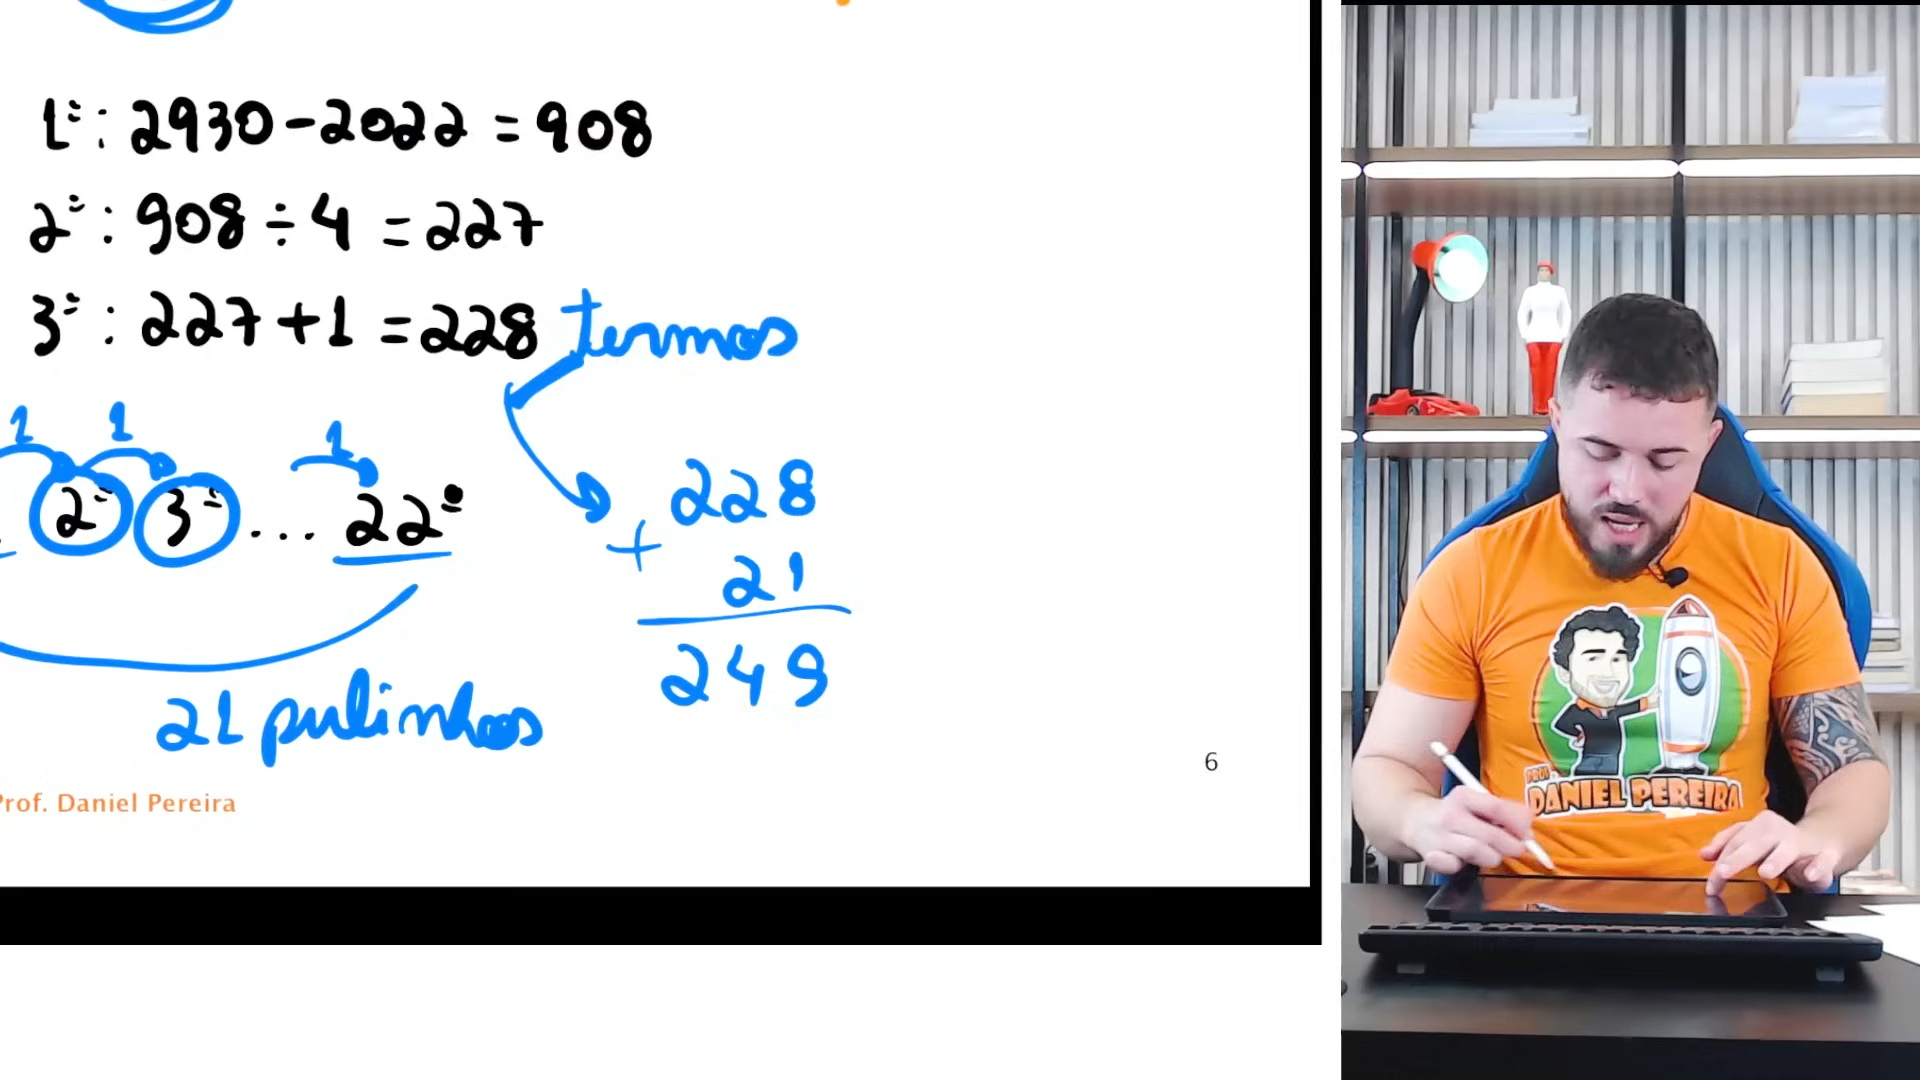 1º: 2930 - 2022 = 908
2º: 908 ÷ 4 = 227
3º: 227 + 1 = 228 termos
1 1 1
2º 3º ... 22º
228
+ 21
249
21 pulinhos
6
Prof. Daniel Pereira
PROF.
DANIEL PEREIRA